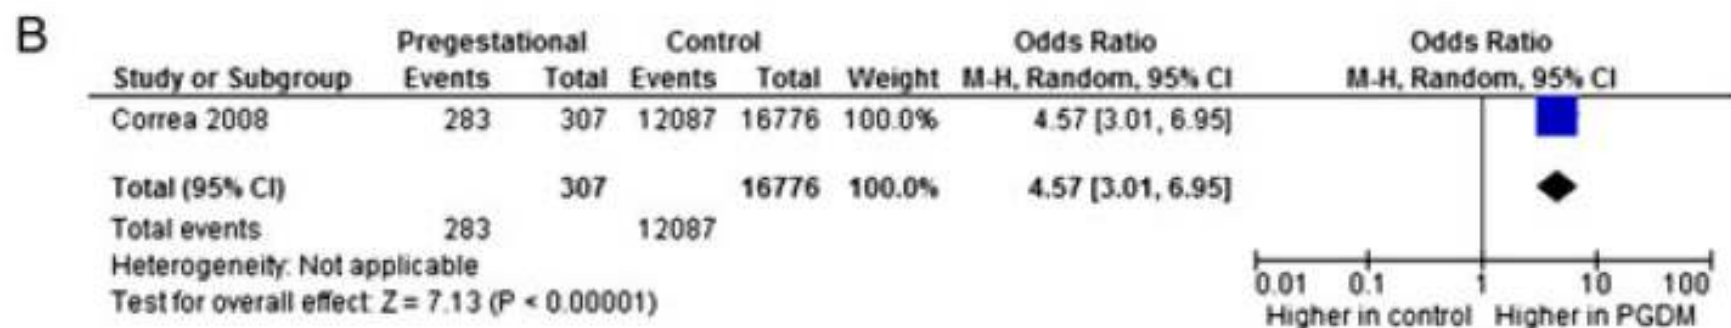 B
Pregestational Control Odds Ratio Odds Ratio
Study or Subgroup Events Total Events Total Weight M-H, Random, 95% CI M-H, Random, 95% CI
Correa 2008 283 307 12087 16776 100.0% 4.57 [3.01, 6.95]
Total (95% CI) 307 16776 100.0% 4.57 [3.01, 6.95]
Total events 283 12087
Heterogeneity: Not applicable
Test for overall effect: Z = 7.13 (P < 0.00001)
0.01 0.1 1 10 100
Higher in control Higher in PGDM